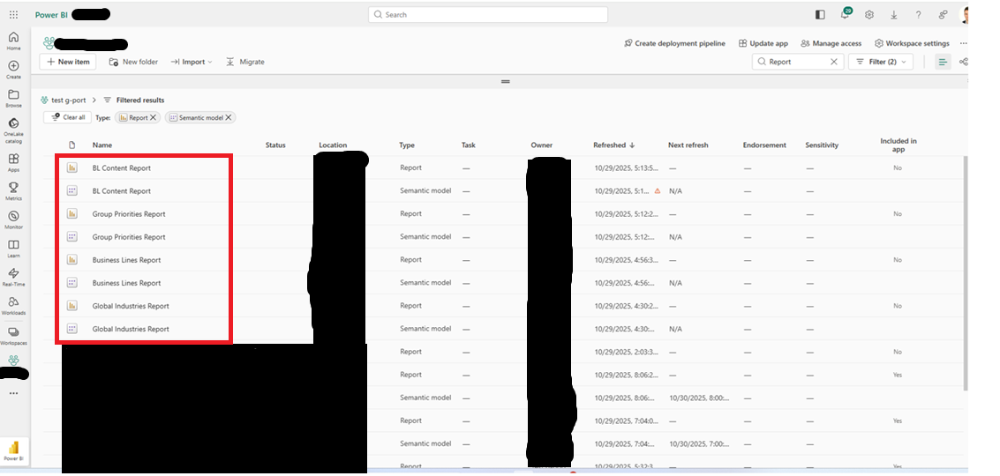 Power BI
Search
29
Create deployment pipeline Update app Manage access Workspace settings ...
+ New item New folder Import Migrate
Report Filter (2)
test g-port > Filtered results
Clear all Type: Report Semantic model
Name Status Location Type Task Owner Refreshed ↓ Next refresh Endorsement Sensitivity Included in app
BL Content Report Report — 10/29/2025, 5:13:5... — — — No
BL Content Report Semantic model — 10/29/2025, 5:1... N/A — —
Group Priorities Report Report — 10/29/2025, 5:12:2... — — — No
Group Priorities Report Semantic model — 10/29/2025, 5:12:... N/A — —
Business Lines Report Report — 10/29/2025, 4:56:3... — — — No
Business Lines Report Semantic model — 10/29/2025, 4:56:... N/A — —
Global Industries Report Report — 10/29/2025, 4:30:2... — — — No
Global Industries Report Semantic model — 10/29/2025, 4:30:... N/A — —
Report — 10/29/2025, 2:03:3... — — — No
Report — 10/29/2025, 8:06:2... — — — Yes
Semantic model — 10/29/2025, 8:06:... 10/30/2025, 8:00:... — —
Report — 10/29/2025, 7:04:0... — — — Yes
Semantic model — 10/29/2025, 7:04:... 10/30/2025, 7:00:... — —
Report — 10/29/2025, 5:32:3... — — — Yes
Home
Create
Browse
OneLake
catalog
Apps
Metrics
Monitor
Learn
Real-Time
Workloads
Workspaces
...
Power BI